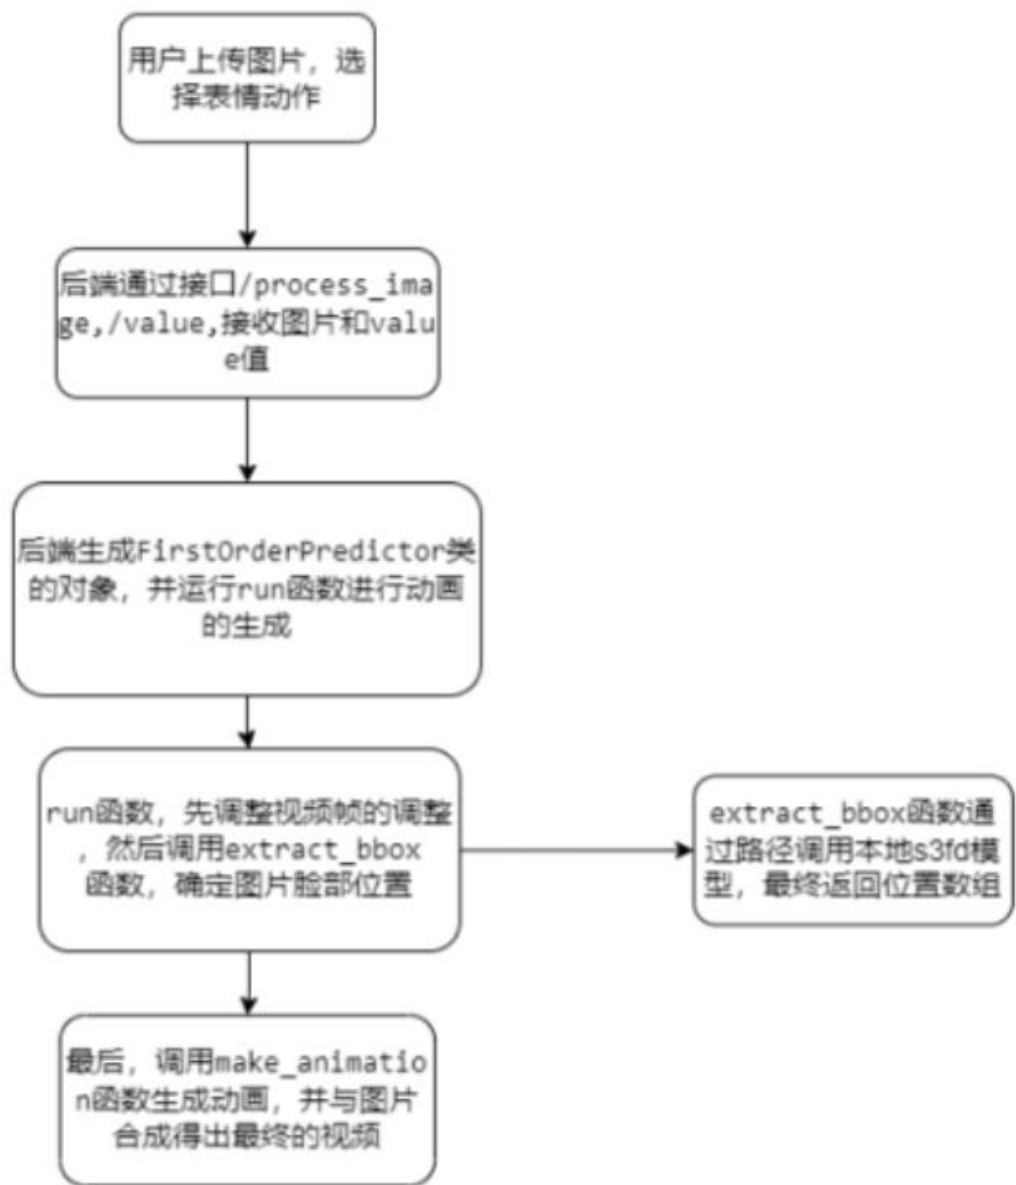 用户上传图片，选
择表情动作
后端通过接口/process_ima
ge,/value,接收图片和valu
e值
后端生成FirstOrderPredictor类
的对象，并运行run函数进行动画
的生成
run函数，先调整视频帧的调整
，然后调用extract_bbox
函数，确定图片脸部位置
extract_bbox函数通
过路径调用本地s3fd模
型，最终返回位置数组
最后，调用make_animatio
n函数生成动画，并与图片
合成得出最终的视频